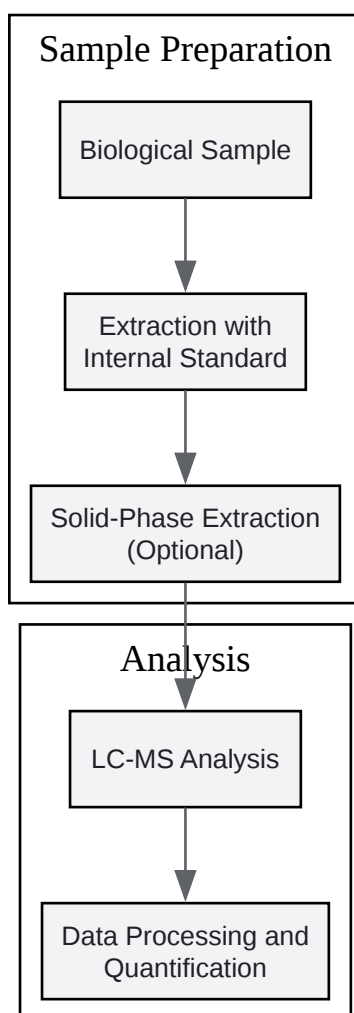 Sample Preparation
Biological Sample
Extraction with
Internal Standard
Solid-Phase Extraction
(Optional)
Analysis
LC-MS Analysis
Data Processing and
Quantification